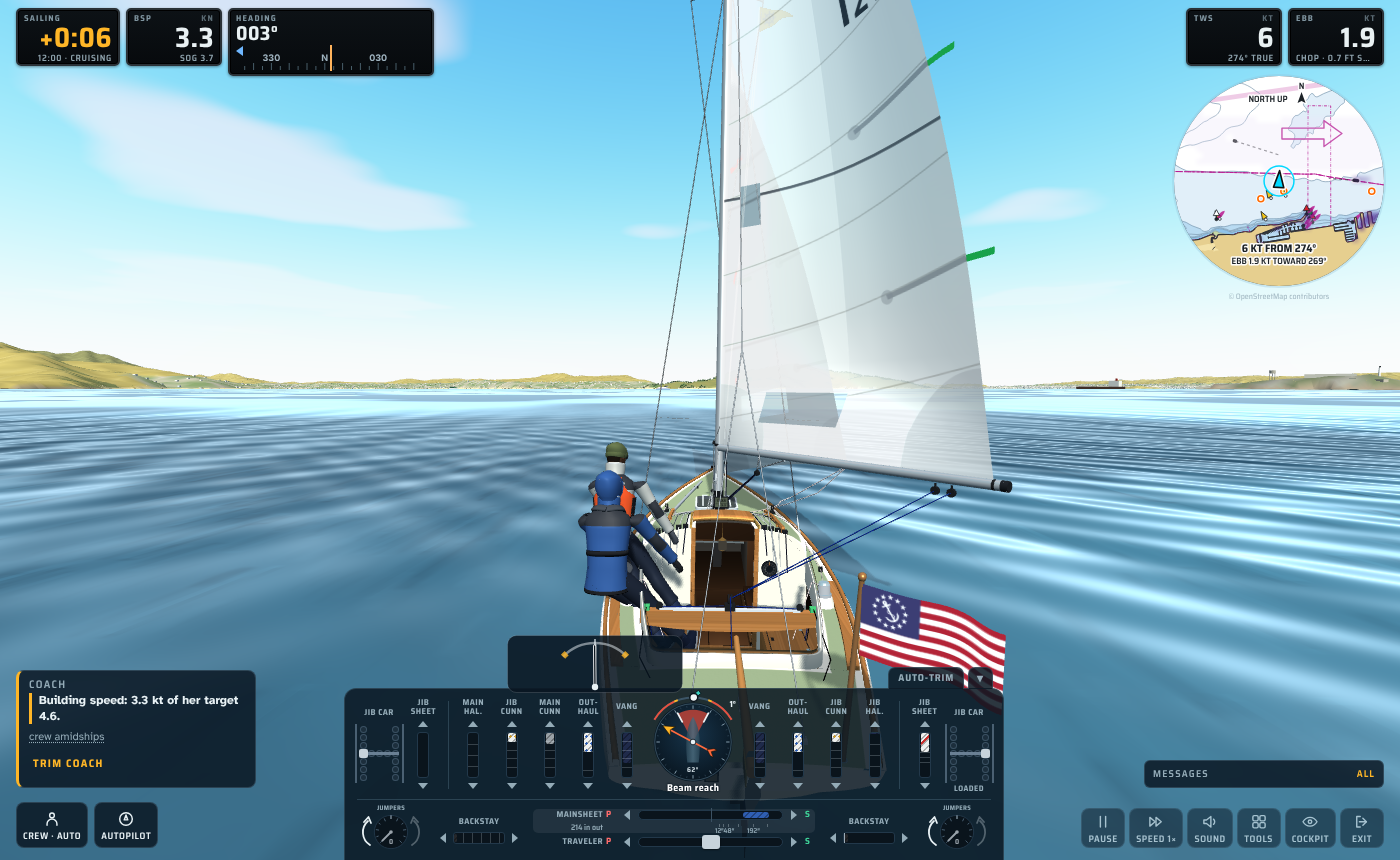 SAILING
+0:06
12:00 · CRUISING
BSP KN
3.3
SOG 3.7
HEADING
003°
330 N 030
TWS KT
6
274° TRUE
EBB KT
1.9
CHOP · 0.7 FT S...
N
NORTH UP
6 KT FROM 274°
EBB 1.9 KT TOWARD 269°
© OpenStreetMap contributors
12
COACH
Building speed: 3.3 kt of her target
4.6.
crew amidships
TRIM COACH
CREW · AUTO
AUTOPILOT
AUTO-TRIM
JIB CAR
JIB SHEET
MAIN HAL.
JIB CUNN
MAIN CUNN
OUT-HAUL
VANG
1°
62°
Beam reach
VANG
OUT-HAUL
JIB CUNN
JIB HAL.
JIB SHEET
JIB CAR
LOADED
JUMPERS
0
BACKSTAY
MAINSHEET P
S
214 in out
12°48° 192°
TRAVELER P
S
BACKSTAY
JUMPERS
0
MESSAGES ALL
PAUSE
SPEED 1×
SOUND
TOOLS
COCKPIT
EXIT